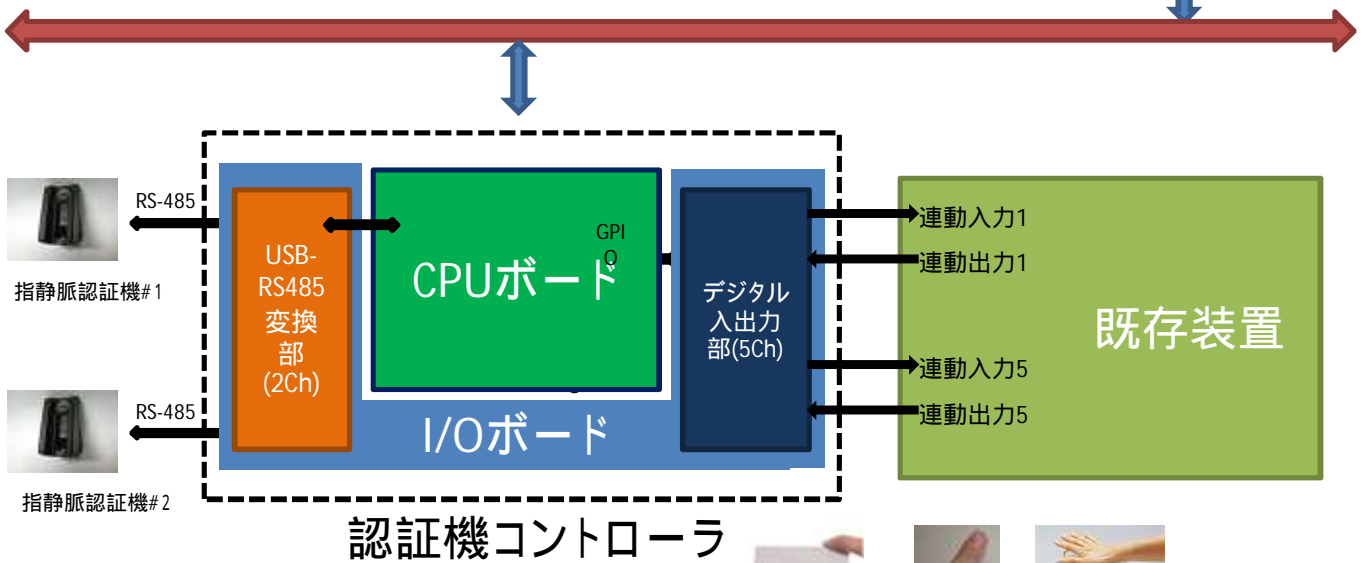 RS-485
指静脈認証機#1
RS-485
指静脈認証機#2
USB-
RS485
変換
部
(2Ch)
CPUボード
GPI
O
I/Oボード
デジタル
入出力
部(5Ch)
連動入力1
連動出力1
連動入力5
連動出力5
既存装置
認証機コントローラ